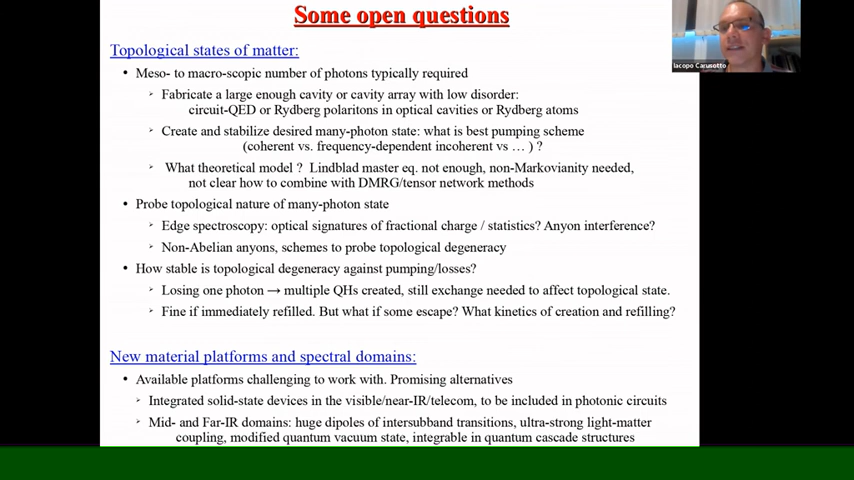 Some open questions
Iacopo Carusotto
Topological states of matter:
• Meso- to macro-scopic number of photons typically required
➢ Fabricate a large enough cavity or cavity array with low disorder:
circuit-QED or Rydberg polaritons in optical cavities or Rydberg atoms
➢ Create and stabilize desired many-photon state: what is best pumping scheme
(coherent vs. frequency-dependent incoherent vs … ) ?
➢ What theoretical model ? Lindblad master eq. not enough, non-Markovianity needed,
not clear how to combine with DMRG/tensor network methods
• Probe topological nature of many-photon state
➢ Edge spectroscopy: optical signatures of fractional charge / statistics? Anyon interference?
➢ Non-Abelian anyons, schemes to probe topological degeneracy
• How stable is topological degeneracy against pumping/losses?
➢ Losing one photon → multiple QHs created, still exchange needed to affect topological state.
➢ Fine if immediately refilled. But what if some escape? What kinetics of creation and refilling?
New material platforms and spectral domains:
• Available platforms challenging to work with. Promising alternatives
➢ Integrated solid-state devices in the visible/near-IR/telecom, to be included in photonic circuits
➢ Mid- and Far-IR domains: huge dipoles of intersubband transitions, ultra-strong light-matter
coupling, modified quantum vacuum state, integrable in quantum cascade structures